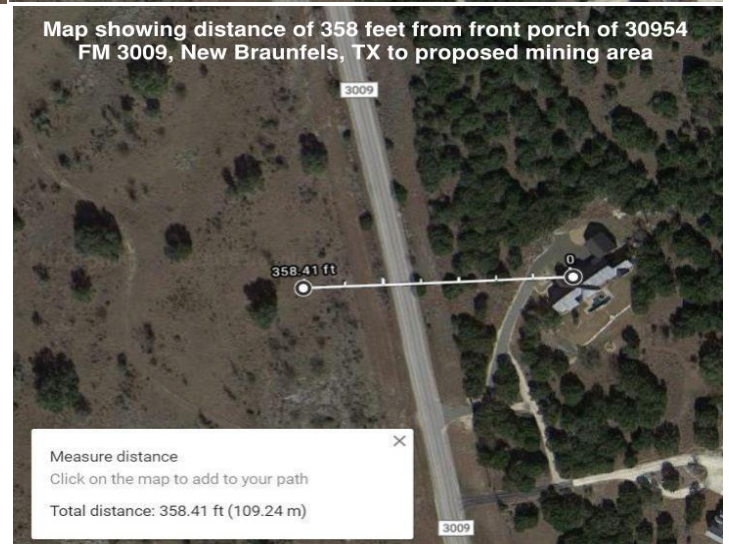 Map showing distance of 358 feet from front porch of 30954
FM 3009, New Braunfels, TX to proposed mining area
3009
0
358.41 ft
Measure distance
Click on the map to add to your path
Total distance: 358.41 ft (109.24 m)
3009